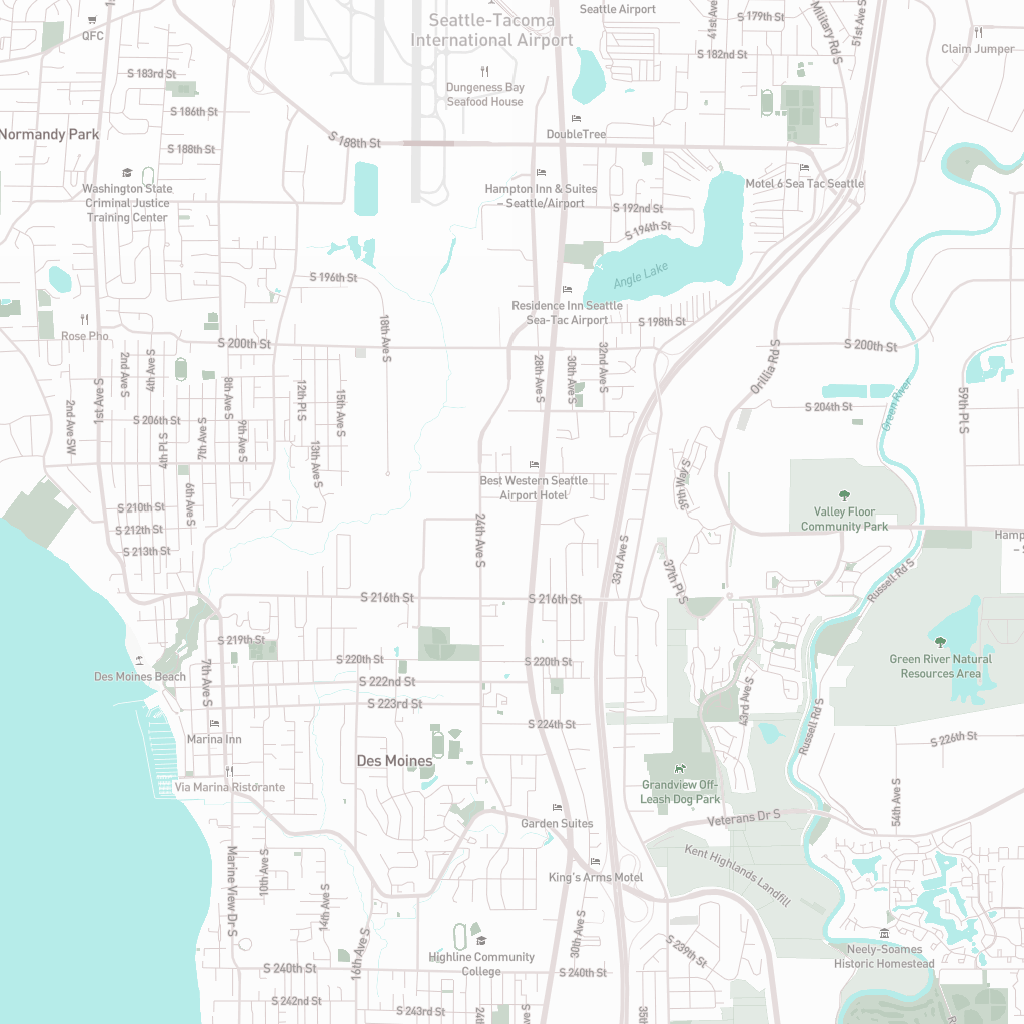 Seattle-Tacoma
International Airport
Seattle Airport
41st Ave S
S 179th St
Military Rd S
51st Ave S
QFC
Claim Jumper
S 182nd St
S 183rd St
Dungeness Bay
Seafood House
S 186th St
Normandy Park
DoubleTree
S 188th St
S 188th St
Washington State
Criminal Justice
Training Center
Hampton Inn & Suites
– Seattle/Airport
Motel 6 Sea Tac Seattle
S 192nd St
S 194th St
Angle Lake
S 196th St
Residence Inn Seattle
Sea-Tac Airport
S 198th St
Rose Pho
18th Ave S
S 200th St
S 200th St
Orillia Rd S
2nd Ave S
4th Ave S
28th Ave S
30th Ave S
32nd Ave S
1st Ave S
8th Ave S
12th Pl S
15th Ave S
2nd Ave SW
S 206th St
S 204th St
Green River
59th Pl S
4th Pl S
7th Ave S
9th Ave S
13th Ave S
Best Western Seattle
Airport Hotel
39th Way S
6th Ave S
S 210th St
S 212th St
S 213th St
24th Ave S
Valley Floor
Community Park
33rd Ave S
37th Pl S
Russell Rd S
S 216th St
S 216th St
S 219th St
7th Ave S
S 220th St
S 220th St
Green River Natural
Resources Area
Des Moines Beach
S 222nd St
S 223rd St
43rd Ave S
Russell Rd S
S 224th St
Marina Inn
S 226th St
Des Moines
Via Marina Ristorante
Grandview Off-
Leash Dog Park
54th Ave S
Garden Suites
Veterans Dr S
Kent Highlands Landfill
King's Arms Motel
Marine View Dr S
10th Ave S
14th Ave S
16th Ave S
30th Ave S
Highline Community
College
S 239th St
Neely-Soames
Historic Homestead
S 240th St
S 240th St
S 242nd St
S 243rd St